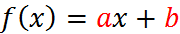 f(x) = ax + b